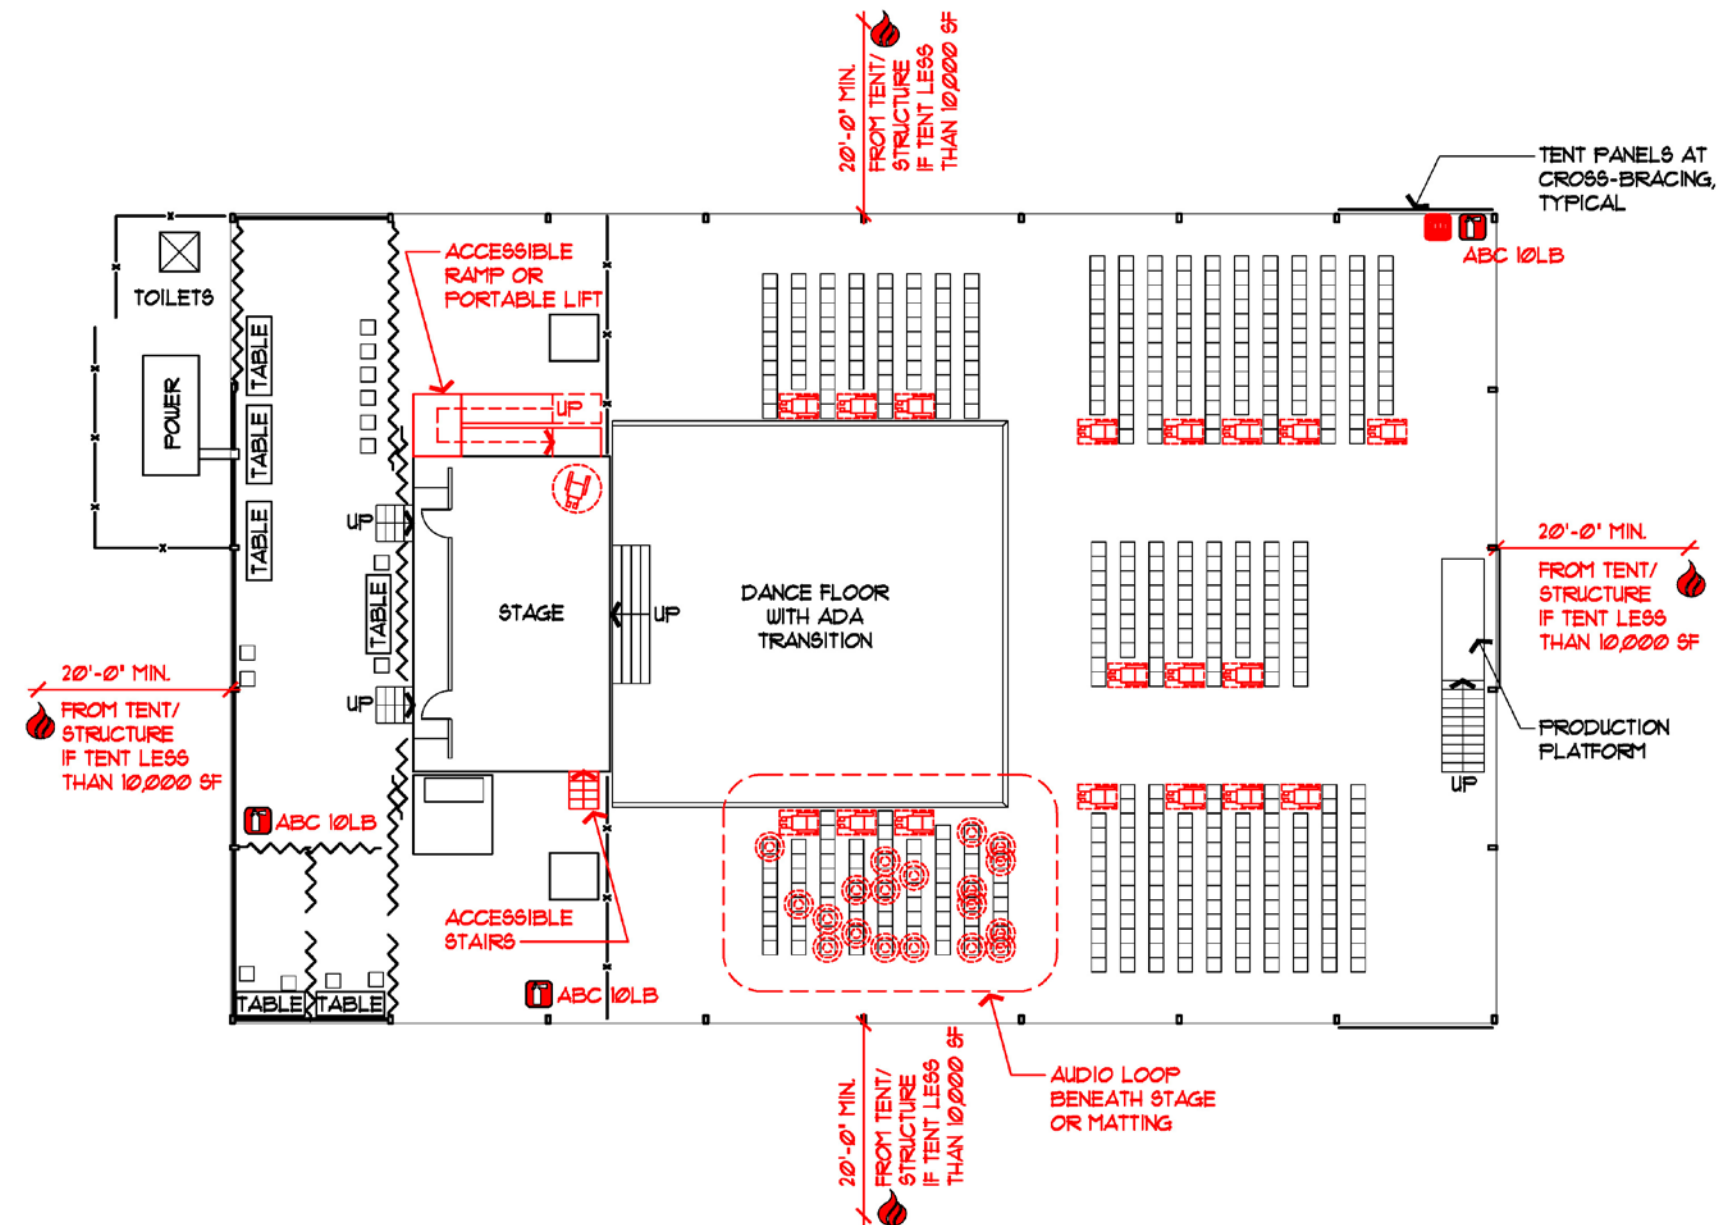 20'-0" MIN.
FROM TENT/
STRUCTURE
IF TENT LESS
THAN 10,000 SF
TENT PANELS AT
CROSS-BRACING,
TYPICAL
ABC 10LB
ACCESSIBLE
RAMP OR
PORTABLE LIFT
TOILETS
TABLE
POWER
UP
TABLE
TABLE
UP
20'-0" MIN.
FROM TENT/
STRUCTURE
IF TENT LESS
THAN 10,000 SF
TABLE
STAGE
UP
DANCE FLOOR
WITH ADA
TRANSITION
20'-0" MIN.
FROM TENT/
STRUCTURE
IF TENT LESS
THAN 10,000 SF
UP
PRODUCTION
PLATFORM
UP
ABC 10LB
ACCESSIBLE
STAIRS
ABC 10LB
TABLE
TABLE
AUDIO LOOP
BENEATH STAGE
OR MATTING
20'-0" MIN.
FROM TENT/
STRUCTURE
IF TENT LESS
THAN 10,000 SF